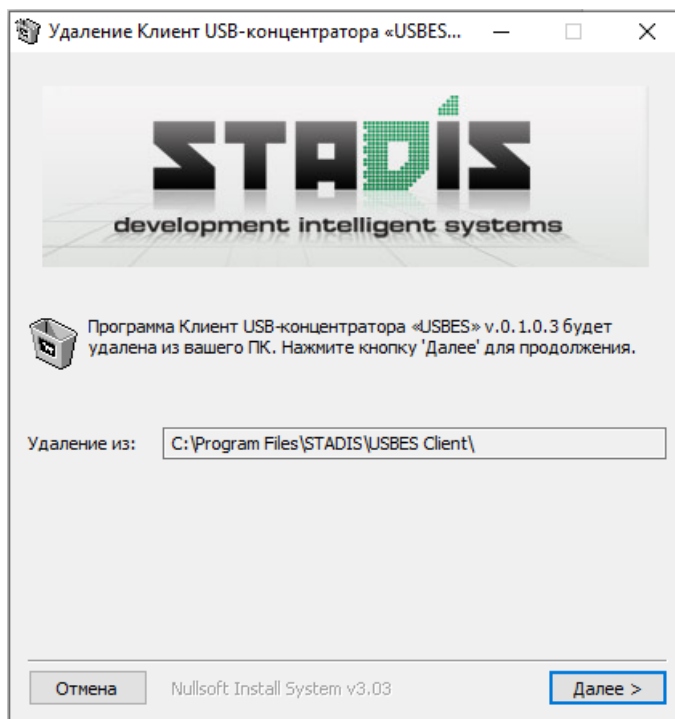 Удаление Клиент USB-концентратора «USBES...
STADIS
development intelligent systems
Программа Клиент USB-концентратора «USBES» v.0.1.0.3 будет
удалена из вашего ПК. Нажмите кнопку 'Далее' для продолжения.
Удаление из: C:\Program Files\STADIS\USBES Client\
Отмена Nullsoft Install System v3.03 Далее >